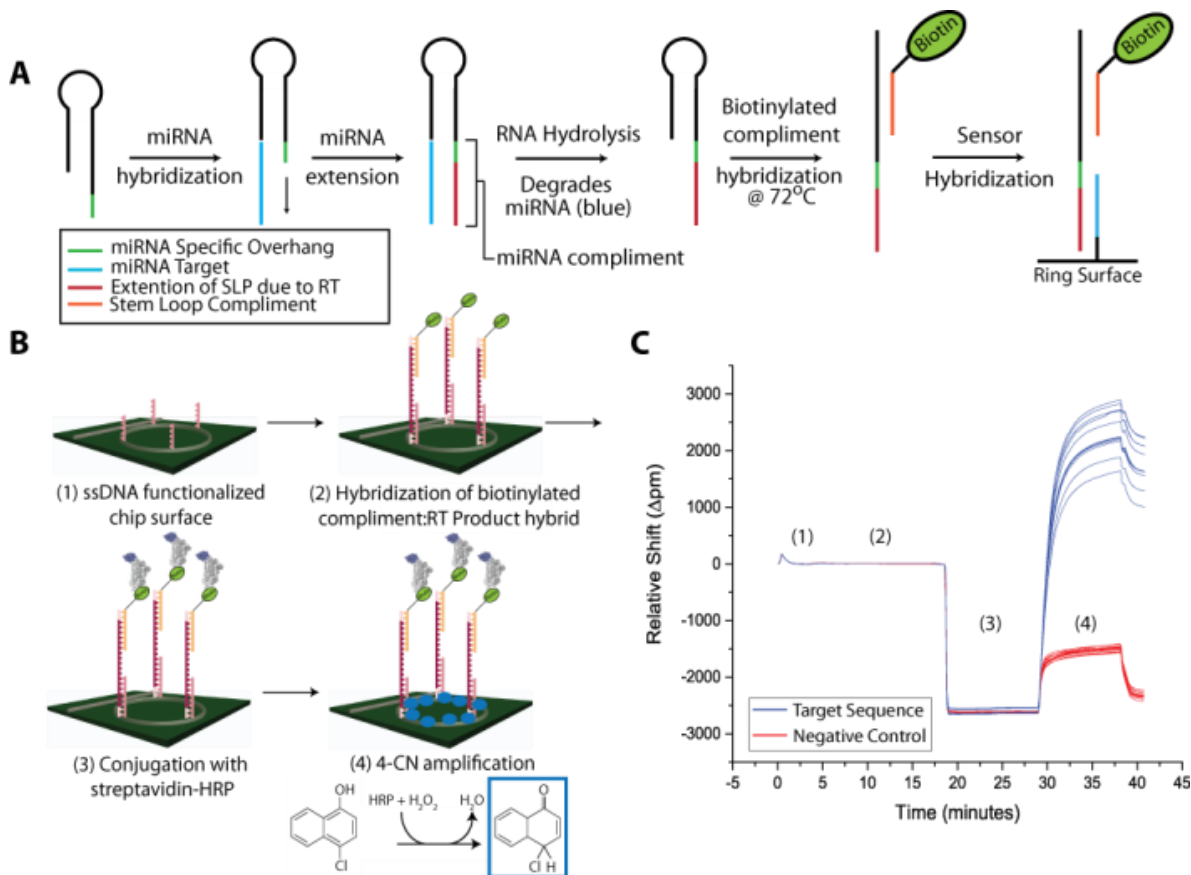 A
miRNA
hybridization
miRNA
extension
RNA Hydrolysis
Degrades
miRNA (blue)
Biotinylated
compliment
hybridization
@ 72°C
Biotin
Sensor
Hybridization
Biotin
miRNA compliment
Ring Surface
miRNA Specific Overhang
miRNA Target
Extention of SLP due to RT
Stem Loop Compliment
B
(1) ssDNA functionalized
chip surface
(2) Hybridization of biotinylated
compliment:RT Product hybrid
(3) Conjugation with
streptavidin-HRP
(4) 4-CN amplification
OH
Cl
HRP + H₂O₂
H₂O
O
Cl H
C
Relative Shift (Δpm)
3000
2000
1000
0
-1000
-2000
-3000
(1)
(2)
(3)
(4)
Target Sequence
Negative Control
-5 0 5 10 15 20 25 30 35 40 45
Time (minutes)